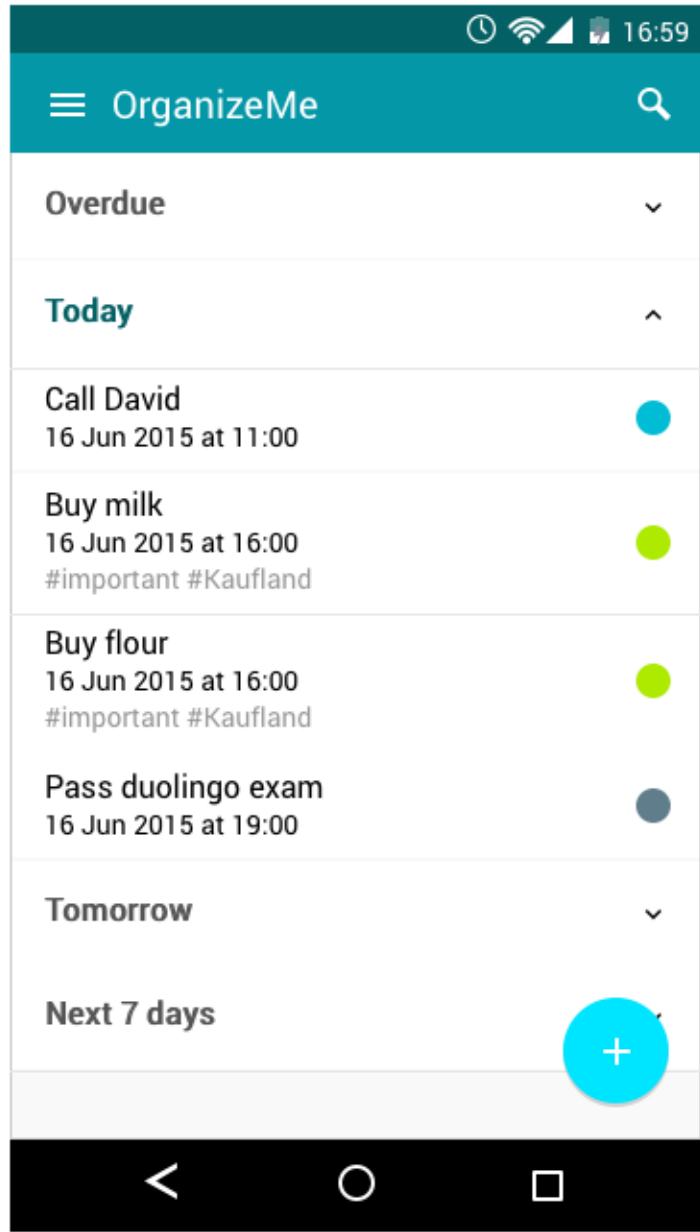 16:59
OrganizeMe
Overdue
Today
Call David
16 Jun 2015 at 11:00
Buy milk
16 Jun 2015 at 16:00
#important #Kaufland
Buy flour
16 Jun 2015 at 16:00
#important #Kaufland
Pass duolingo exam
16 Jun 2015 at 19:00
Tomorrow
Next 7 days
+